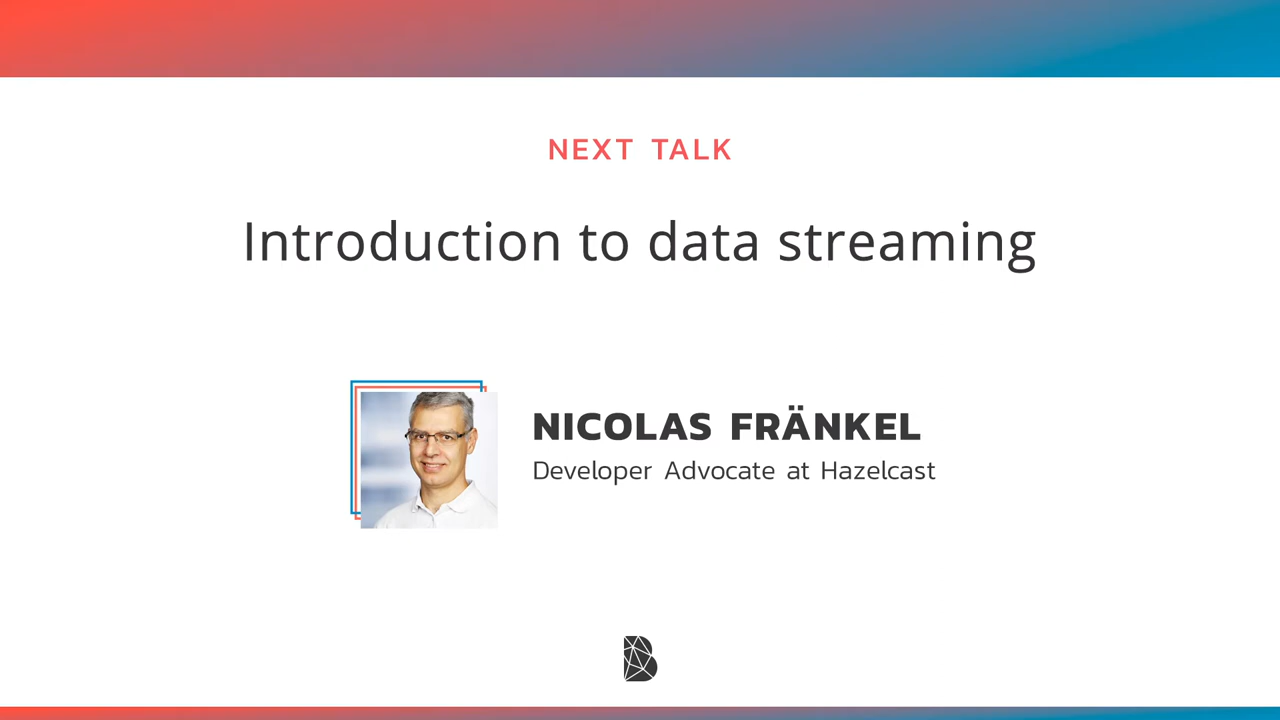 NEXT TALK
Introduction to data streaming
NICOLAS FRÄNKEL
Developer Advocate at Hazelcast
B